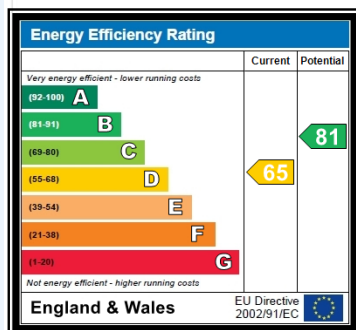 Energy Efficiency Rating
Current Potential
Very energy efficient - lower running costs
(92-100) A
(81-91) B
(69-80) C
(55-68) D
(39-54) E
(21-38) F
(1-20) G
65
81
Not energy efficient - higher running costs
England & Wales
EU Directive
2002/91/EC